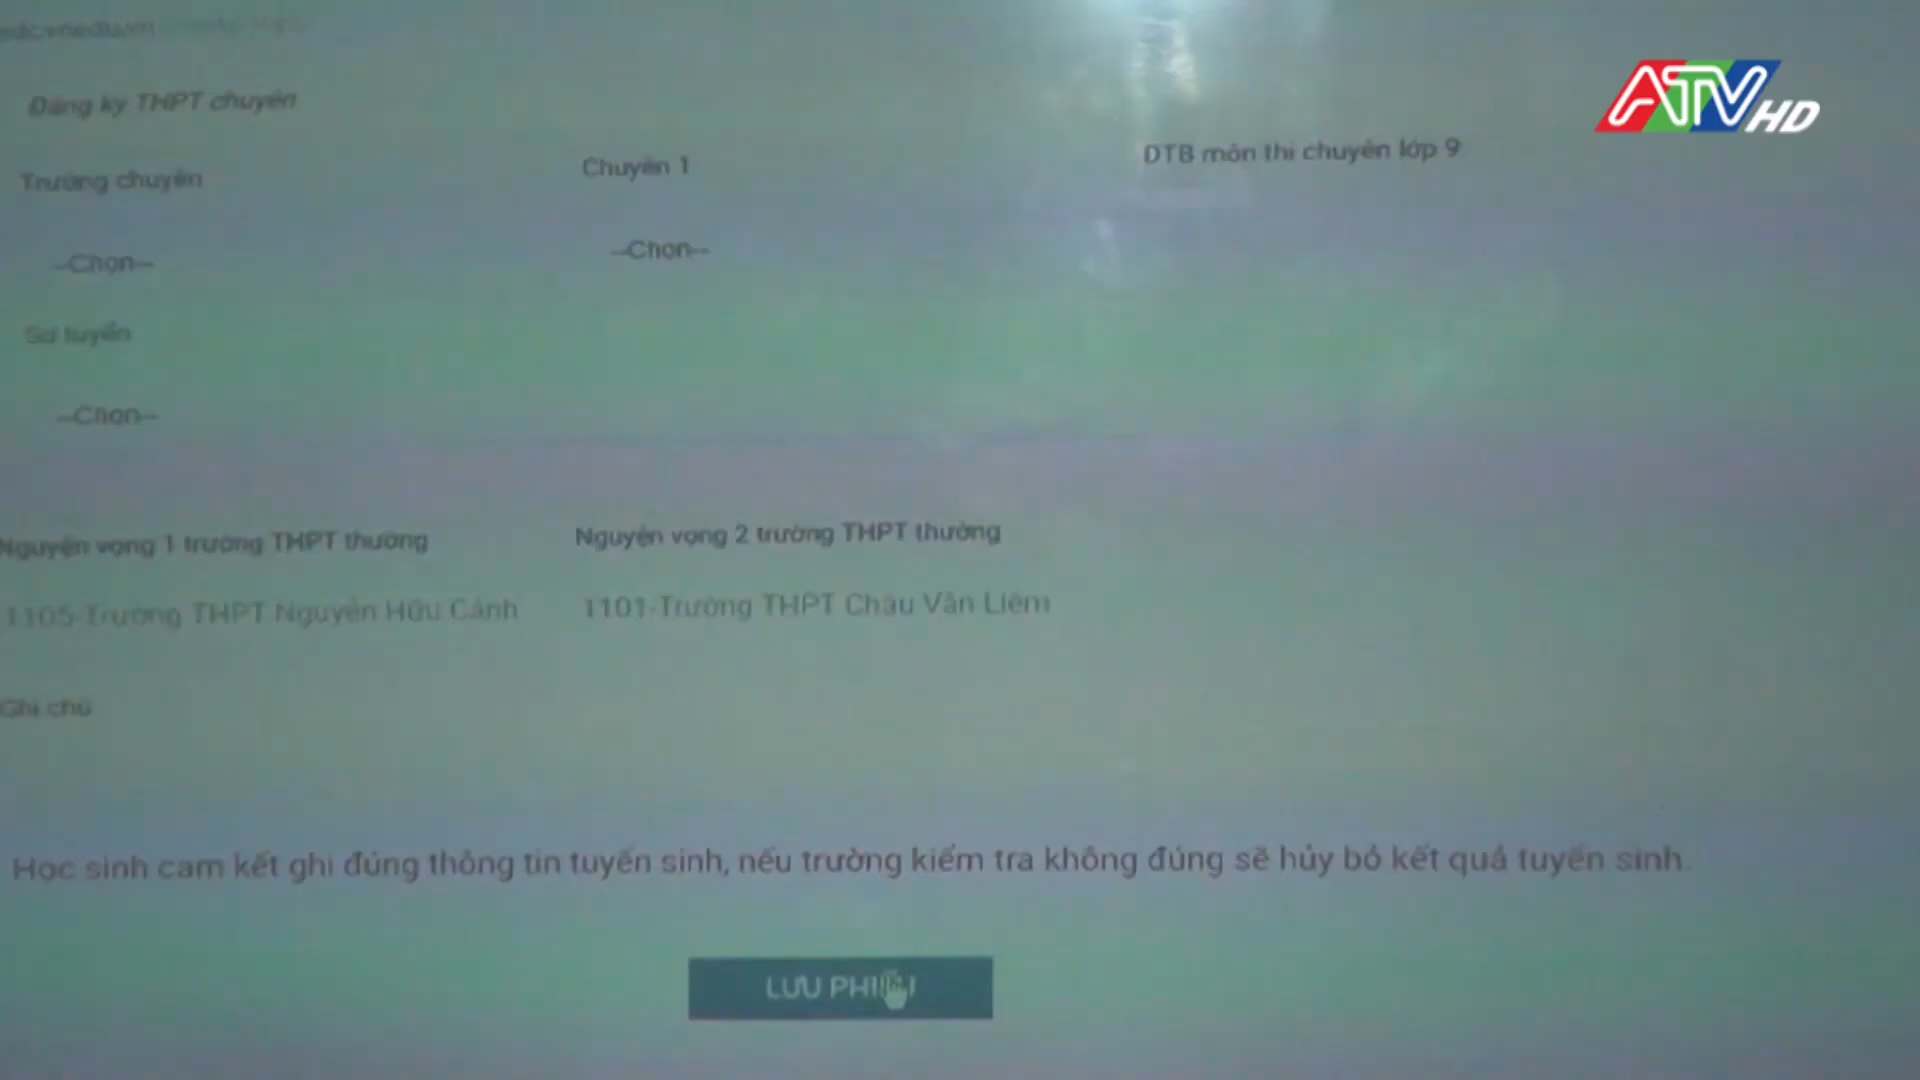 Đăng ký THPT chuyên
ATV HD
Trường chuyên
Chuyên 1
ĐTB môn thi chuyên lớp 9
--Chọn--
--Chọn--
Sơ tuyển
--Chọn--
Nguyện vọng 1 trường THPT thường
Nguyện vọng 2 trường THPT thường
1105-Trường THPT Nguyễn Hữu Cảnh
1101-Trường THPT Châu Văn Liêm
Ghi chú
Học sinh cam kết ghi đúng thông tin tuyển sinh, nếu trường kiểm tra không đúng sẽ hủy bỏ kết quả tuyển sinh.
LƯU PHIẾU